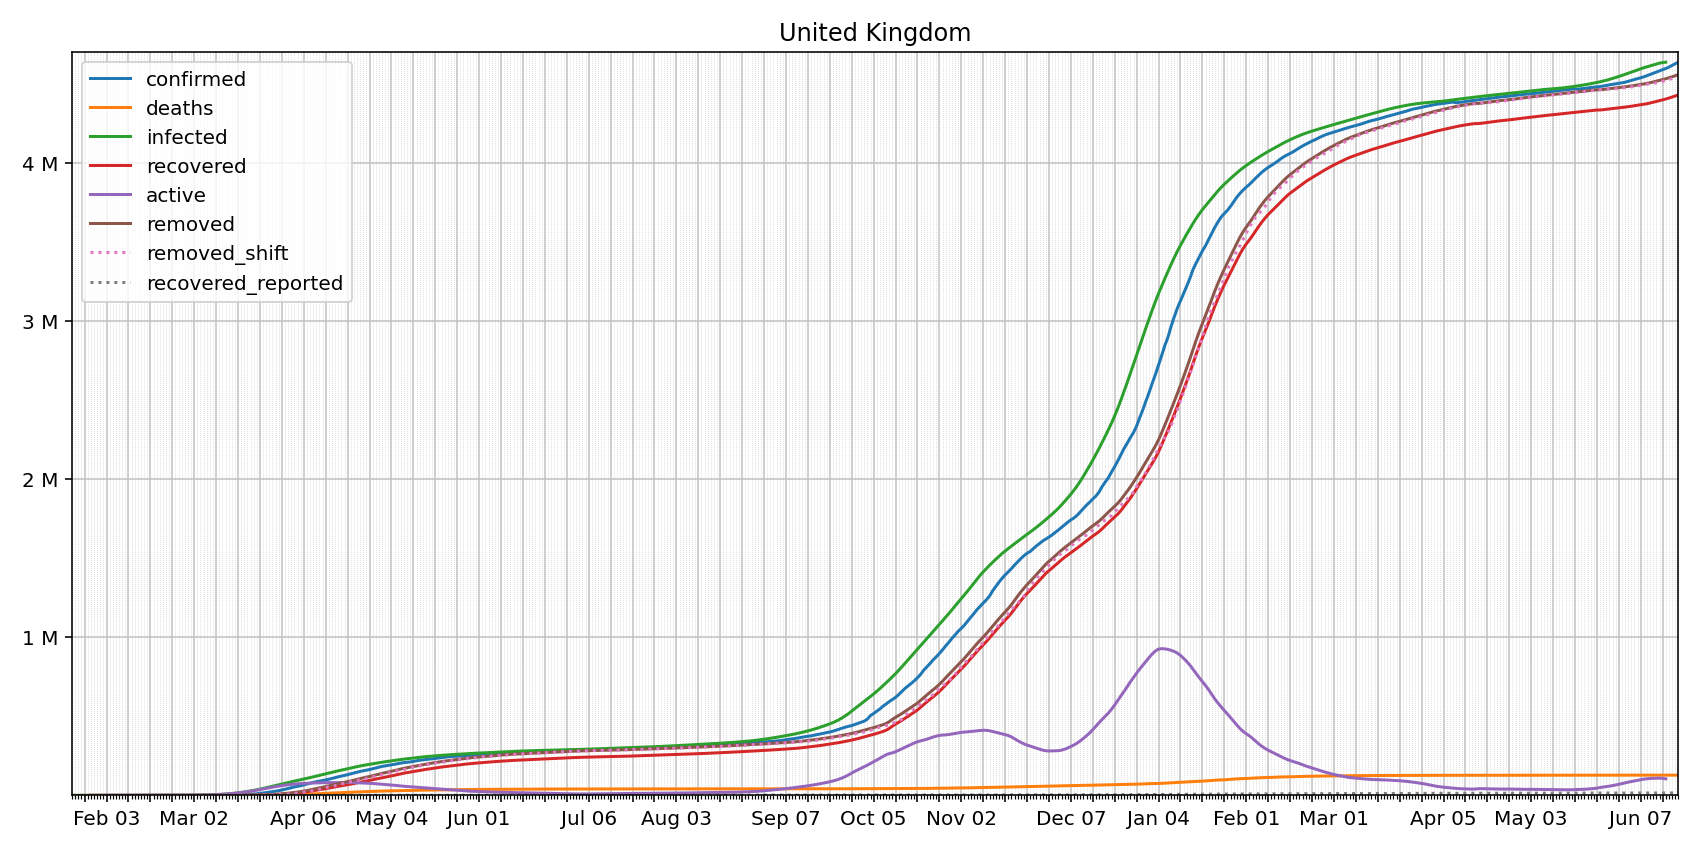 United Kingdom
confirmed
deaths
infected
recovered
active
removed
removed_shift
recovered_reported
4 M
3 M
2 M
1 M
Feb 03 Mar 02 Apr 06 May 04 Jun 01 Jul 06 Aug 03 Sep 07 Oct 05 Nov 02 Dec 07 Jan 04 Feb 01 Mar 01 Apr 05 May 03 Jun 07